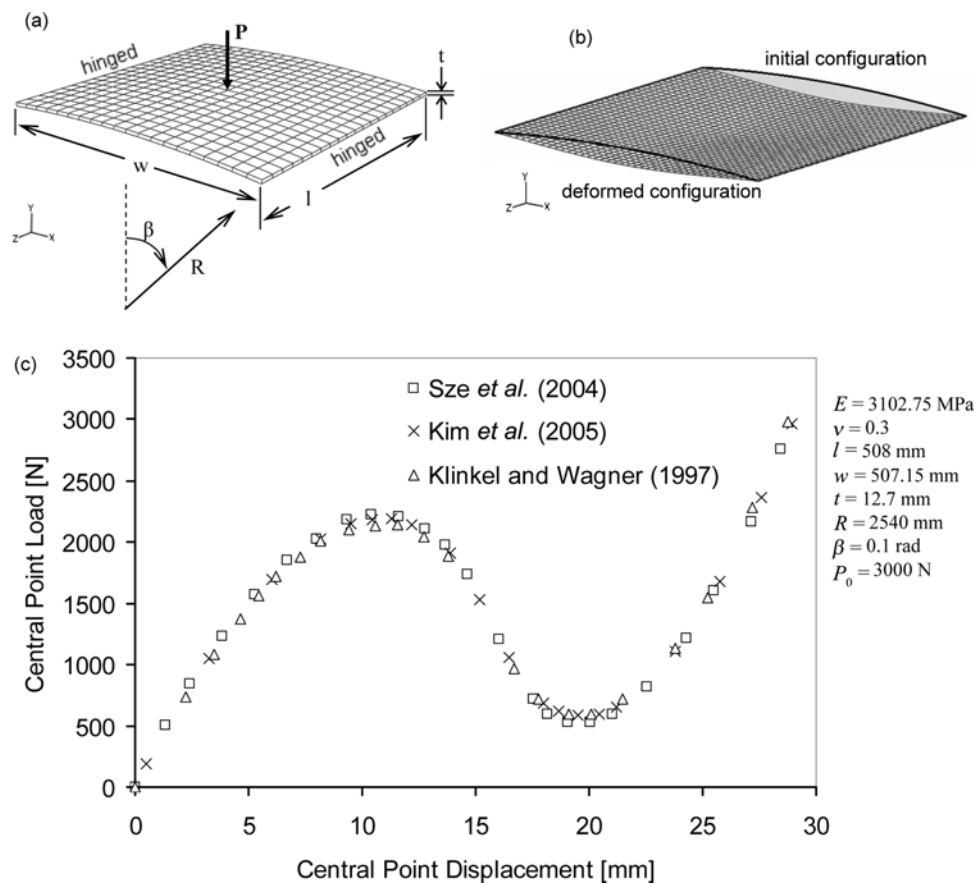 (a)
P
hinged
t
w
hinged
l
β
R
Y
Z
X
(b)
initial configuration
deformed configuration
Y
Z
X
(c)
3500
3000
2500
2000
1500
1000
500
0
Central Point Load [N]
Sze et al. (2004)
Kim et al. (2005)
Klinkel and Wagner (1997)
0
5
10
15
20
25
30
Central Point Displacement [mm]
E = 3102.75 MPa
ν = 0.3
l = 508 mm
w = 507.15 mm
t = 12.7 mm
R = 2540 mm
β = 0.1 rad
P₀ = 3000 N